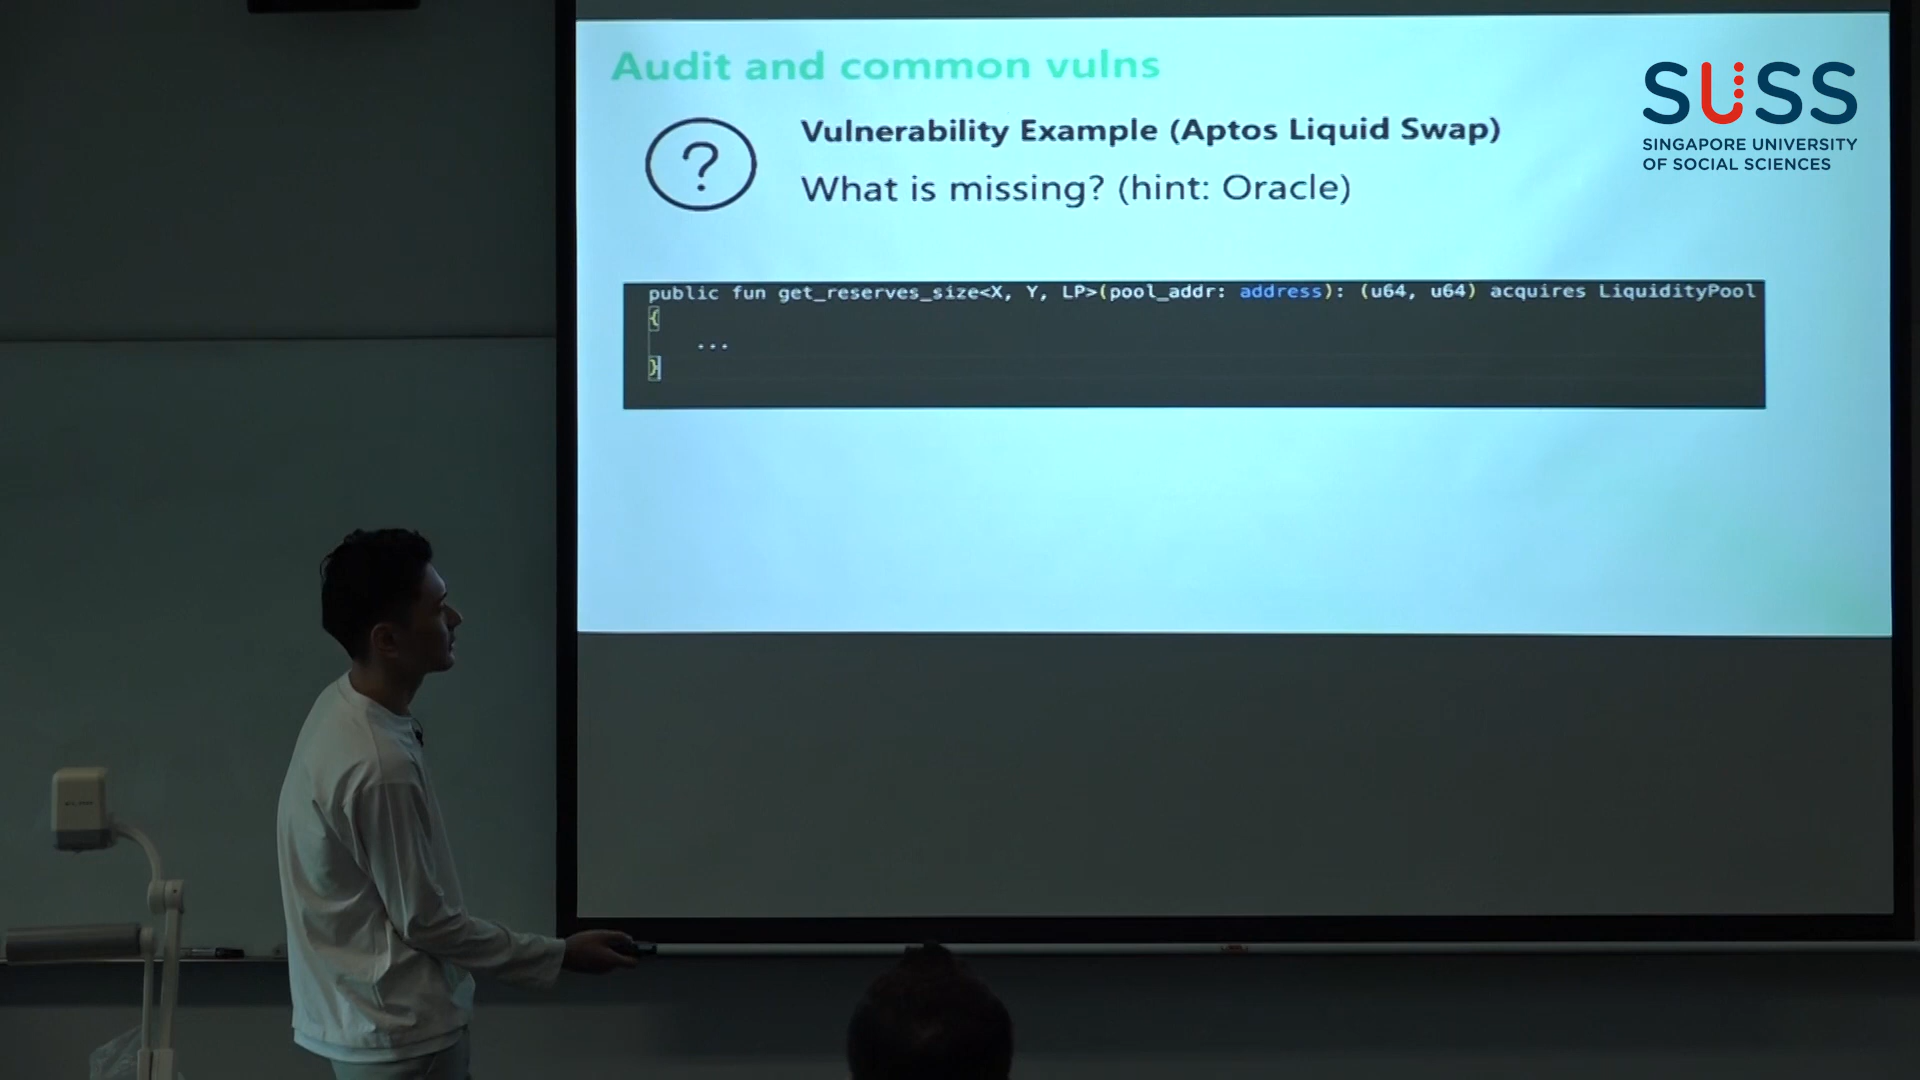 Audit and common vulns
SUSS
SINGAPORE UNIVERSITY
OF SOCIAL SCIENCES
?
Vulnerability Example (Aptos Liquid Swap)
What is missing? (hint: Oracle)
public fun get_reserves_size<X, Y, LP>(pool_addr: address): (u64, u64) acquires LiquidityPool
{
...
}